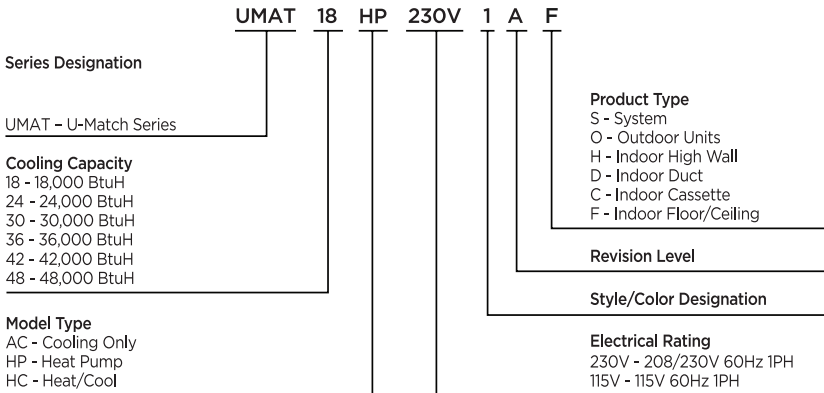 UMAT 18 HP 230V 1 A F
Series Designation
UMAT – U-Match Series
Cooling Capacity
18 - 18,000 BtuH
24 - 24,000 BtuH
30 - 30,000 BtuH
36 - 36,000 BtuH
42 - 42,000 BtuH
48 - 48,000 BtuH
Model Type
AC - Cooling Only
HP - Heat Pump
HC - Heat/Cool
Product Type
S - System
O - Outdoor Units
H - Indoor High Wall
D - Indoor Duct
C - Indoor Cassette
F - Indoor Floor/Ceiling
Revision Level
Style/Color Designation
Electrical Rating
230V - 208/230V 60Hz 1PH
115V - 115V 60Hz 1PH